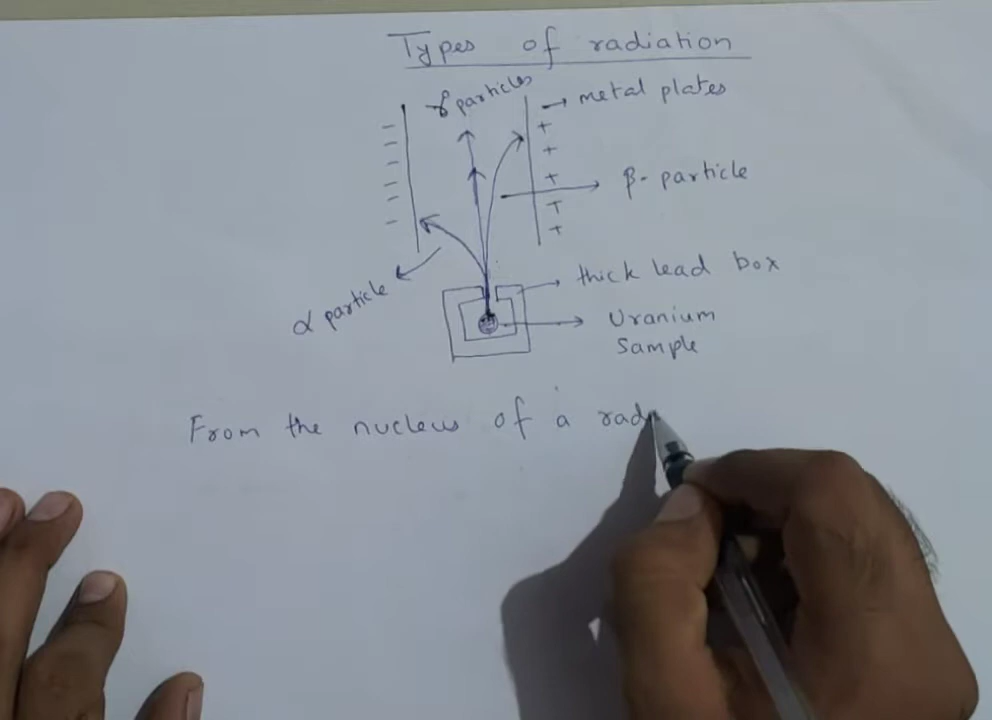 Types of radiation
γ particles
→ metal plates
- - - - - -
+ + + + +
β- particle
α particle
thick lead box
Uranium
Sample
From the nucleus of a rad